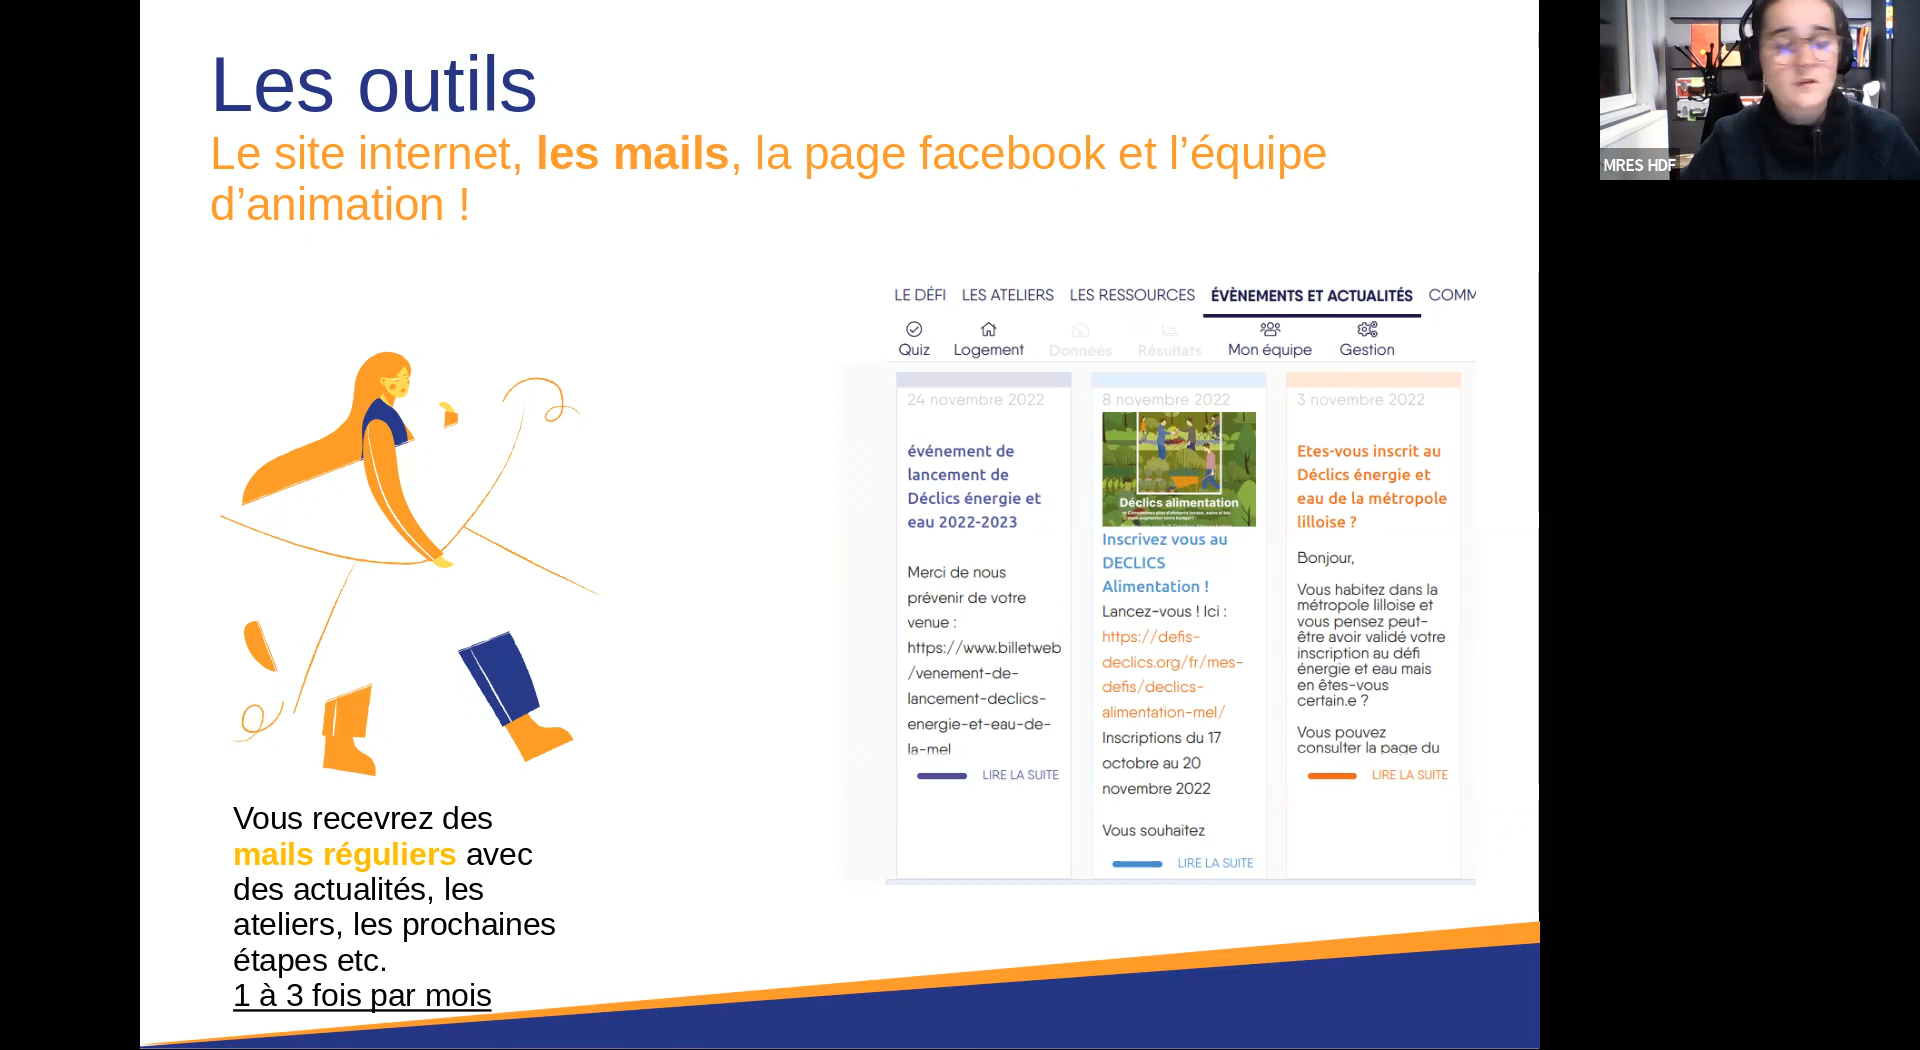 Les outils
Le site internet, les mails, la page facebook et l’équipe
d’animation !
MRES HDF
LE DÉFI LES ATELIERS LES RESSOURCES ÉVÈNEMENTS ET ACTUALITÉS COMM
Quiz Logement Données Résultats Mon équipe Gestion
24 novembre 2022
événement de
lancement de
Déclics énergie et
eau 2022-2023
Merci de nous
prévenir de votre
venue :
https://www.billetweb
/venement-de-
lancement-declics-
energie-et-eau-de-
la-mel
LIRE LA SUITE
8 novembre 2022
Déclics alimentation
Inscrivez vous au
DECLICS
Alimentation !
Lancez-vous ! Ici :
https://defis-
declics.org/fr/mes-
defis/declics-
alimentation-mel/
Inscriptions du 17
octobre au 20
novembre 2022
Vous souhaitez
LIRE LA SUITE
3 novembre 2022
Etes-vous inscrit au
Déclics énergie et
eau de la métropole
lilloise ?
Bonjour,
Vous habitez dans la
métropole lilloise et
vous pensez peut-
être avoir validé votre
inscription au défi
énergie et eau mais
en êtes-vous
certain.e ?
Vous pouvez
consulter la page du
LIRE LA SUITE
Vous recevrez des
mails réguliers avec
des actualités, les
ateliers, les prochaines
étapes etc.
1 à 3 fois par mois